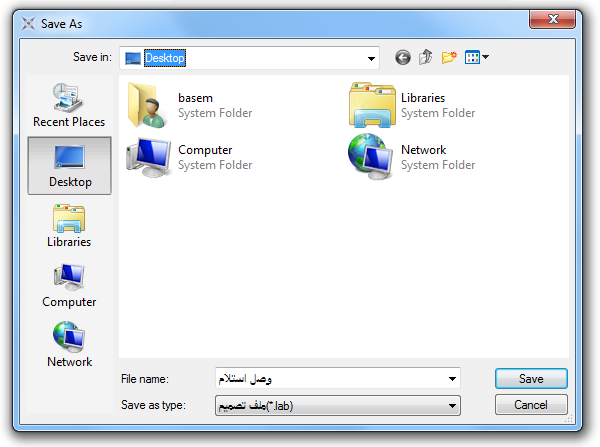 Save As
Save in:
Desktop
Recent Places
Desktop
Libraries
Computer
Network
basem
System Folder
Libraries
System Folder
Computer
System Folder
Network
System Folder
File name:
وصل استلام
Save
Save as type:
ملف تصميم(*.lab)
Cancel